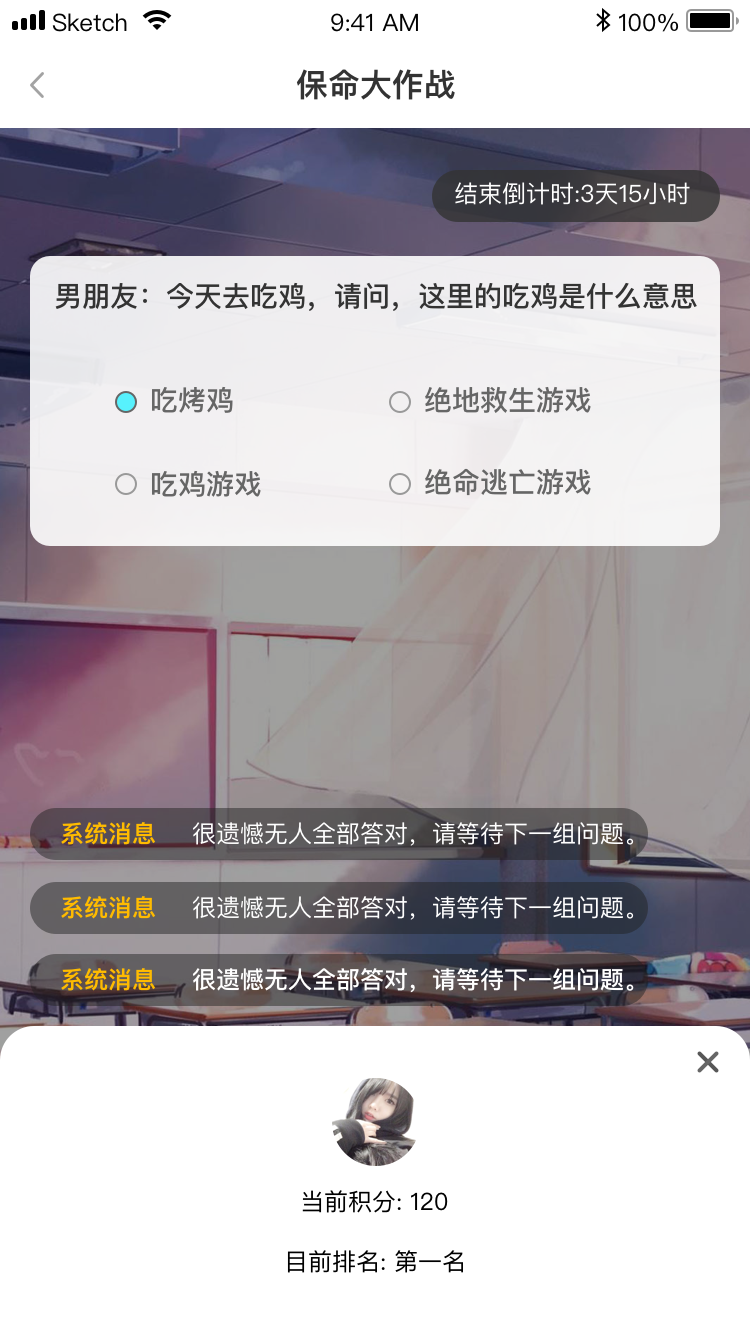 Sketch 9:41 AM 100%
保命大作战
结束倒计时:3天15小时
男朋友：今天去吃鸡，请问，这里的吃鸡是什么意思
吃烤鸡 绝地救生游戏
吃鸡游戏 绝命逃亡游戏
系统消息 很遗憾无人全部答对，请等待下一组问题。
系统消息 很遗憾无人全部答对，请等待下一组问题。
系统消息 很遗憾无人全部答对，请等待下一组问题。
当前积分: 120
目前排名: 第一名